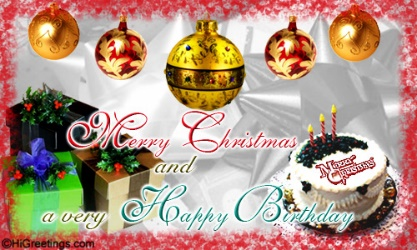 Merry Christmas
and
a very Happy Birthday
Merry
Christmas
©HiGreetings.com